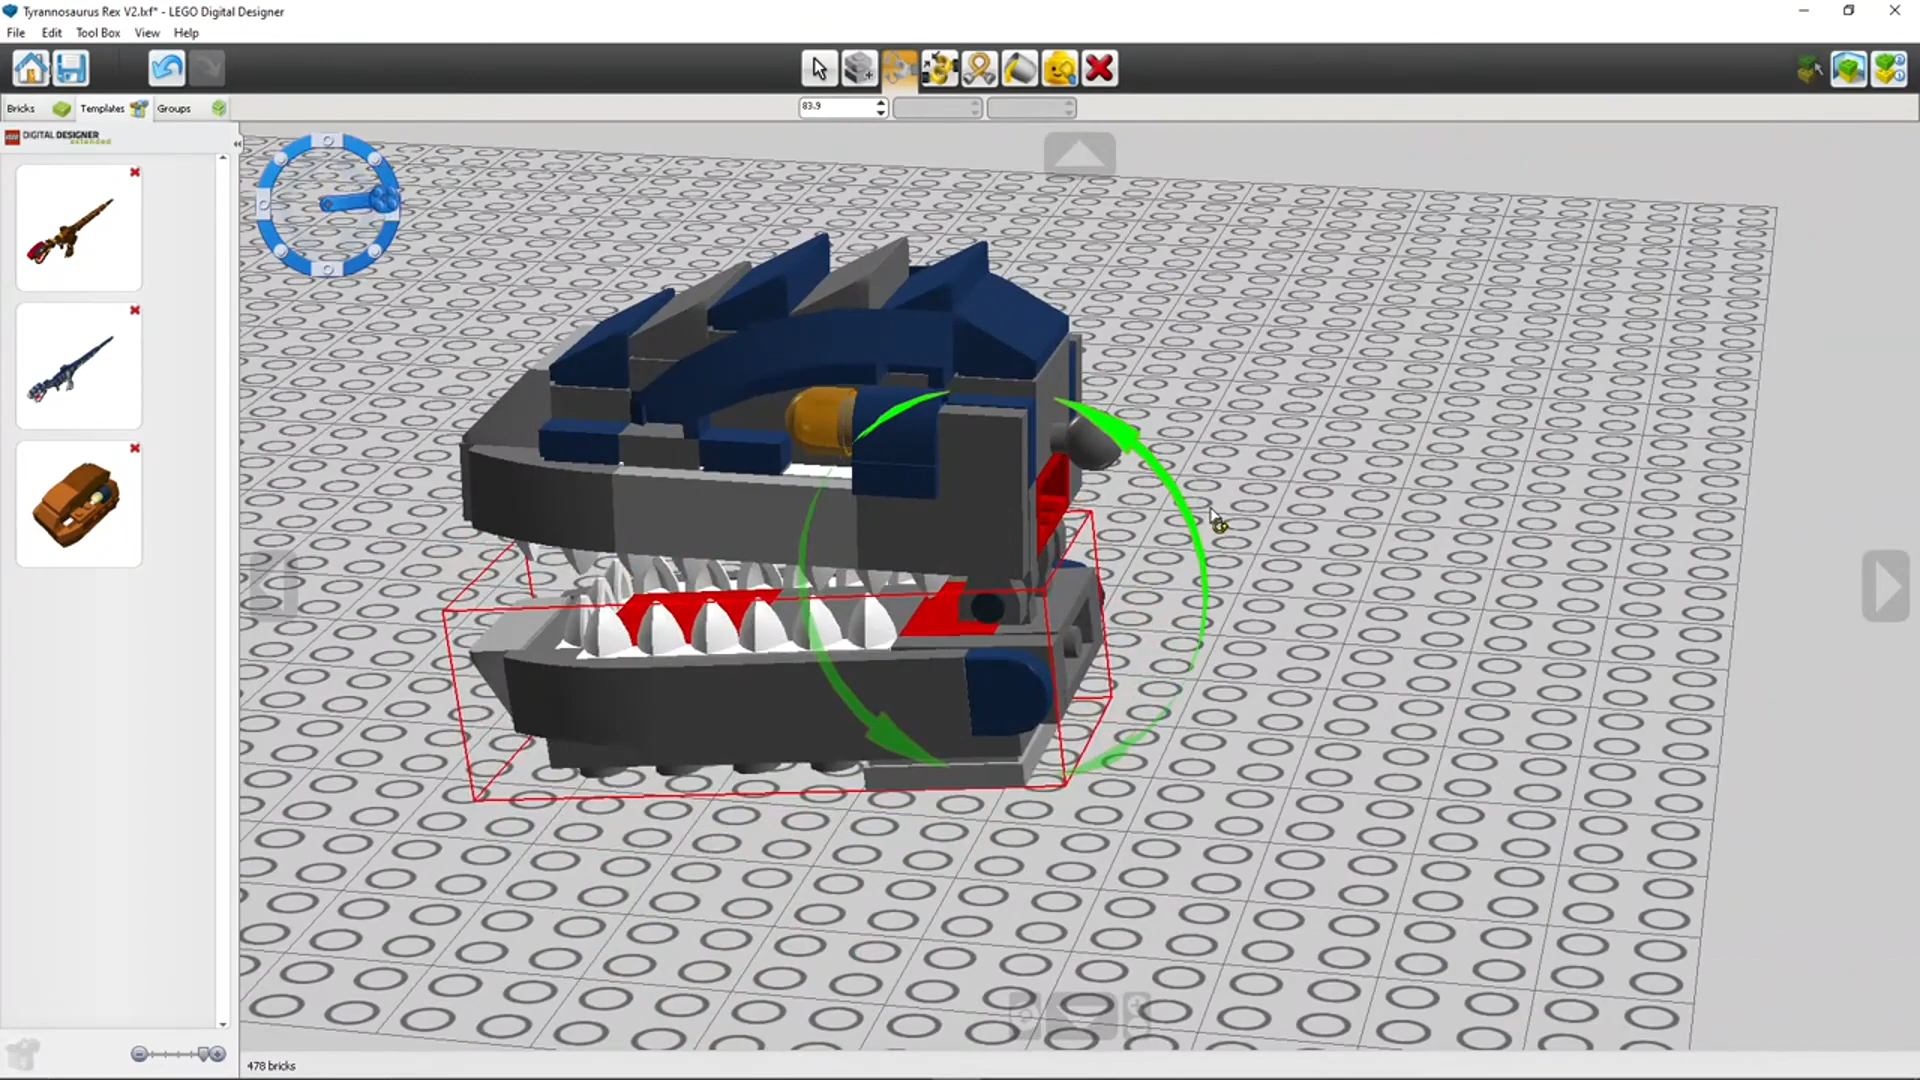 Tyrannosaurus Rex V2.lxf* - LEGO Digital Designer
File Edit Tool Box View Help
83.9
Bricks Templates Groups
DIGITAL DESIGNER
extended
478 bricks